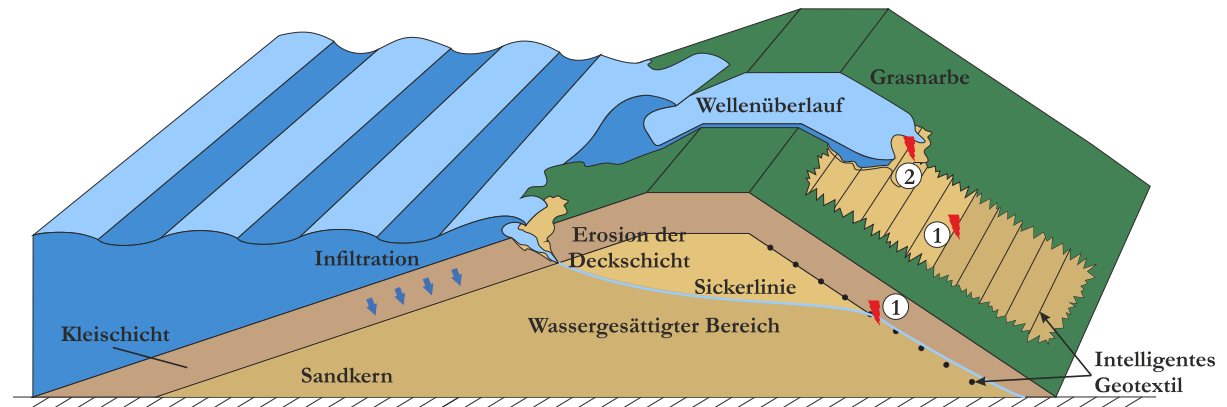 Grasnarbe
Wellenüberlauf
2
1
Erosion der
Deckschicht
Infiltration
Sickerlinie
1
Wassergesättigter Bereich
Kleischicht
Sandkern
Intelligentes
Geotextil